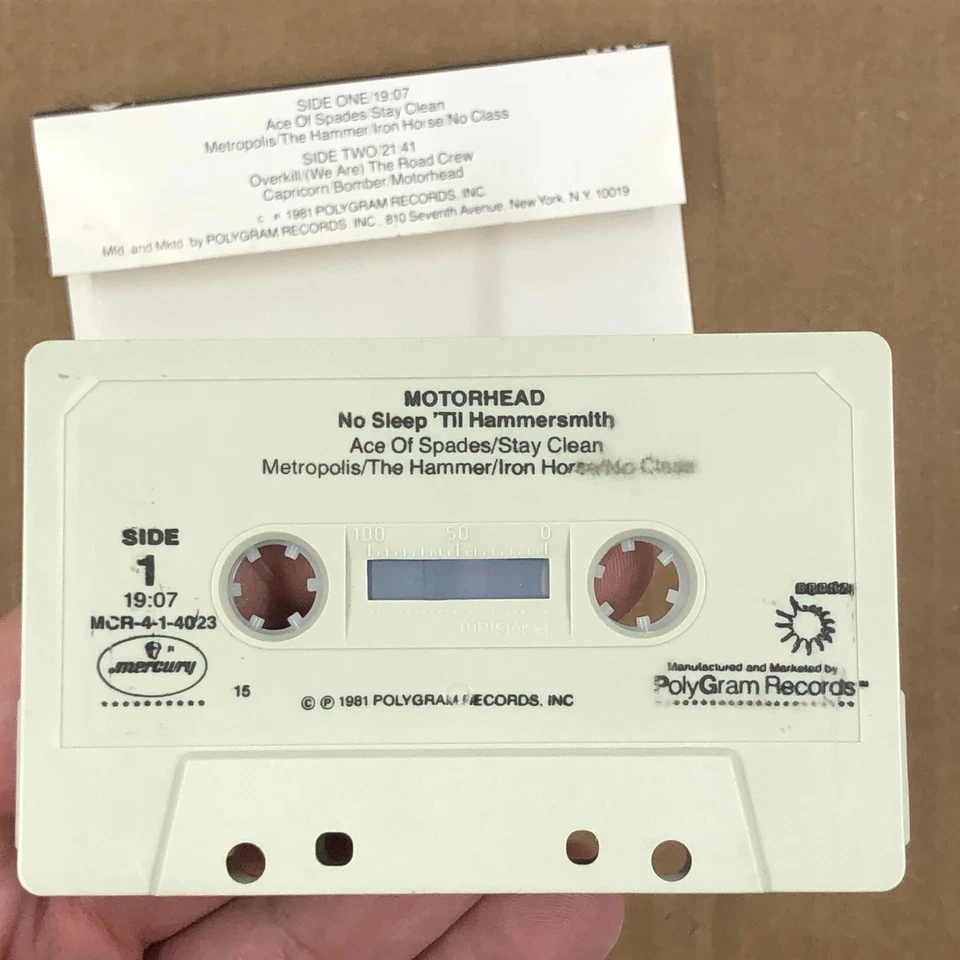 SIDE ONE/19:07
Ace Of Spades/Stay Clean
Metropolis/The Hammer/Iron Horse/No Class
SIDE TWO/21:41
Overkill/(We Are) The Road Crew
Capricorn/Bomber/Motorhead
C P 1981 POLYGRAM RECORDS, INC
Mfd. and Mktd. by POLYGRAM RECORDS, INC., 810 Seventh Avenue, New York, N.Y. 10019
MOTORHEAD
No Sleep 'Til Hammersmith
Ace Of Spades/Stay Clean
Metropolis/The Hammer/Iron Horse/No Class
100 50 0
SIDE
1
19:07
MCR-4-1-4023
mercury
15
PolyGram
© ℗ 1981 POLYGRAM RECORDS, INC
Manufactured and Marketed by
PolyGram Records™